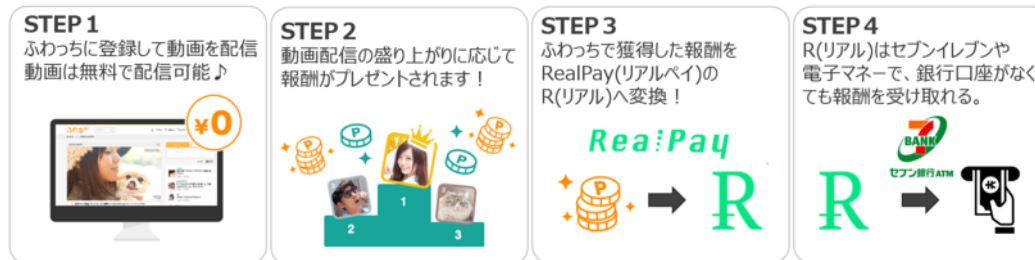 STEP 1
ふわっちに登録して動画を配信
動画は無料で配信可能♪
¥0
STEP 2
動画配信の盛り上がりに応じて
報酬がプレゼントされます！
P
P
P
P
1
2
3
STEP 3
ふわっちで獲得した報酬を
RealPay(リアルペイ)の
R(リアル)へ変換！
RealPay
P
R
STEP 4
R(リアル)はセブンイレブンや
電子マネーで、銀行口座がなく
ても報酬を受け取れる。
7
BANK
セブン銀行ATM
R